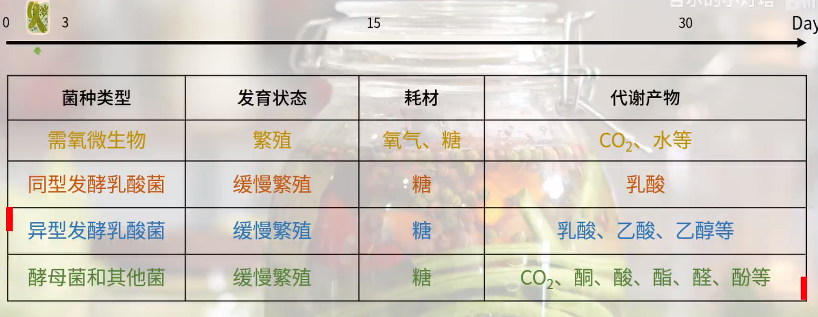 0 3 15 30 Day
菌种类型 发育状态 耗材 代谢产物
需氧微生物 繁殖 氧气、糖 CO₂、水等
同型发酵乳酸菌 缓慢繁殖 糖 乳酸
异型发酵乳酸菌 缓慢繁殖 糖 乳酸、乙酸、乙醇等
酵母菌和其他菌 缓慢繁殖 糖 CO₂、酮、酸、酯、醛、酚等